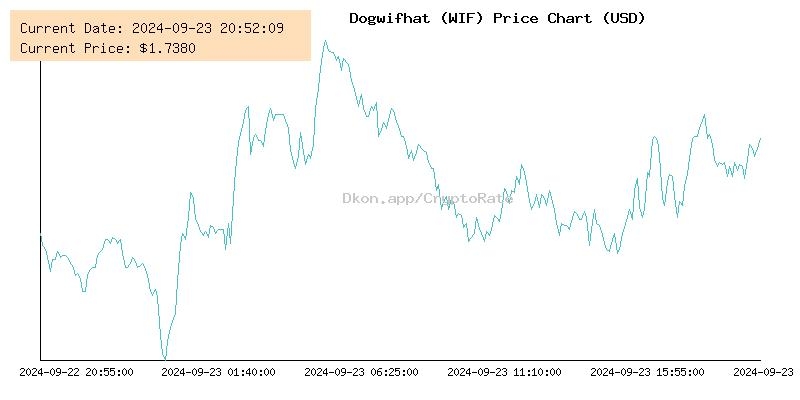 Dogwifhat (WIF) Price Chart (USD)
Current Date: 2024-09-23 20:52:09
Current Price: $1.7380
Dkon.app/CryptoRate
2024-09-22 20:55:00 2024-09-23 01:40:00 2024-09-23 06:25:00 2024-09-23 11:10:00 2024-09-23 15:55:00 2024-09-23